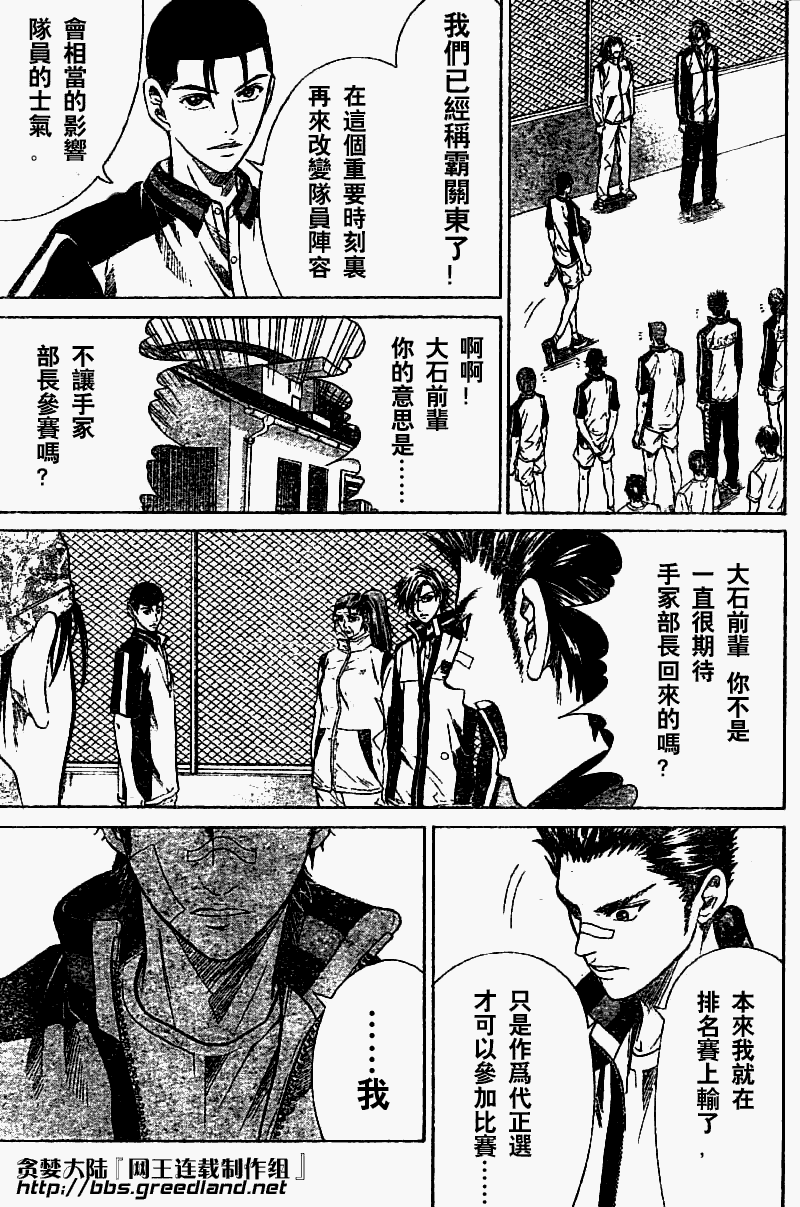 我們已經稱霸關東了！
在這個重要時刻裏
再來改變隊員陣容
會相當的影響
隊員的士氣。
啊啊！
大石前輩
你的意思是……
不讓手冢
部長參賽嗎？
大石前輩 你不是
一直很期待
手冢部長回來的嗎？
本來我就在
排名賽上輸了，
只是作爲代正選
才可以參加比賽……
……我
贪婪大陆『网王连载制作组』
http://bbs.greedland.net